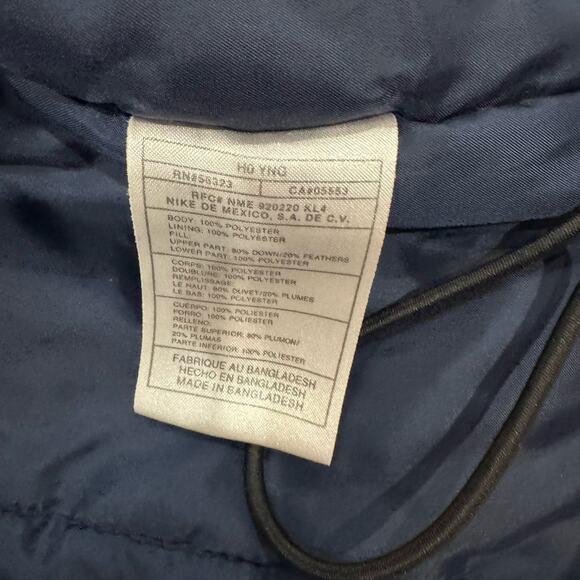 H0 YNG
RN#56323 CA#05553
RFC# NME 920220 KL4
NIKE DE MEXICO, S.A. DE C.V.
BODY: 100% POLYESTER
LINING: 100% POLYESTER
FILL:
UPPER PART: 80% DOWN/20% FEATHERS
LOWER PART: 100% POLYESTER
CORPS: 100% POLYESTER
DOUBLURE: 100% POLYESTER
REMPLISSAGE:
LE HAUT: 80% DUVET/20% PLUMES
LE BAS: 100% POLYESTER
CUERPO: 100% POLIESTER
FORRO: 100% POLIESTER
RELLENO:
PARTE SUPERIOR: 80% PLUMON/
20% PLUMAS
PARTE INFERIOR: 100% POLIESTER
FABRIQUE AU BANGLADESH
HECHO EN BANGLADESH
MADE IN BANGLADESH